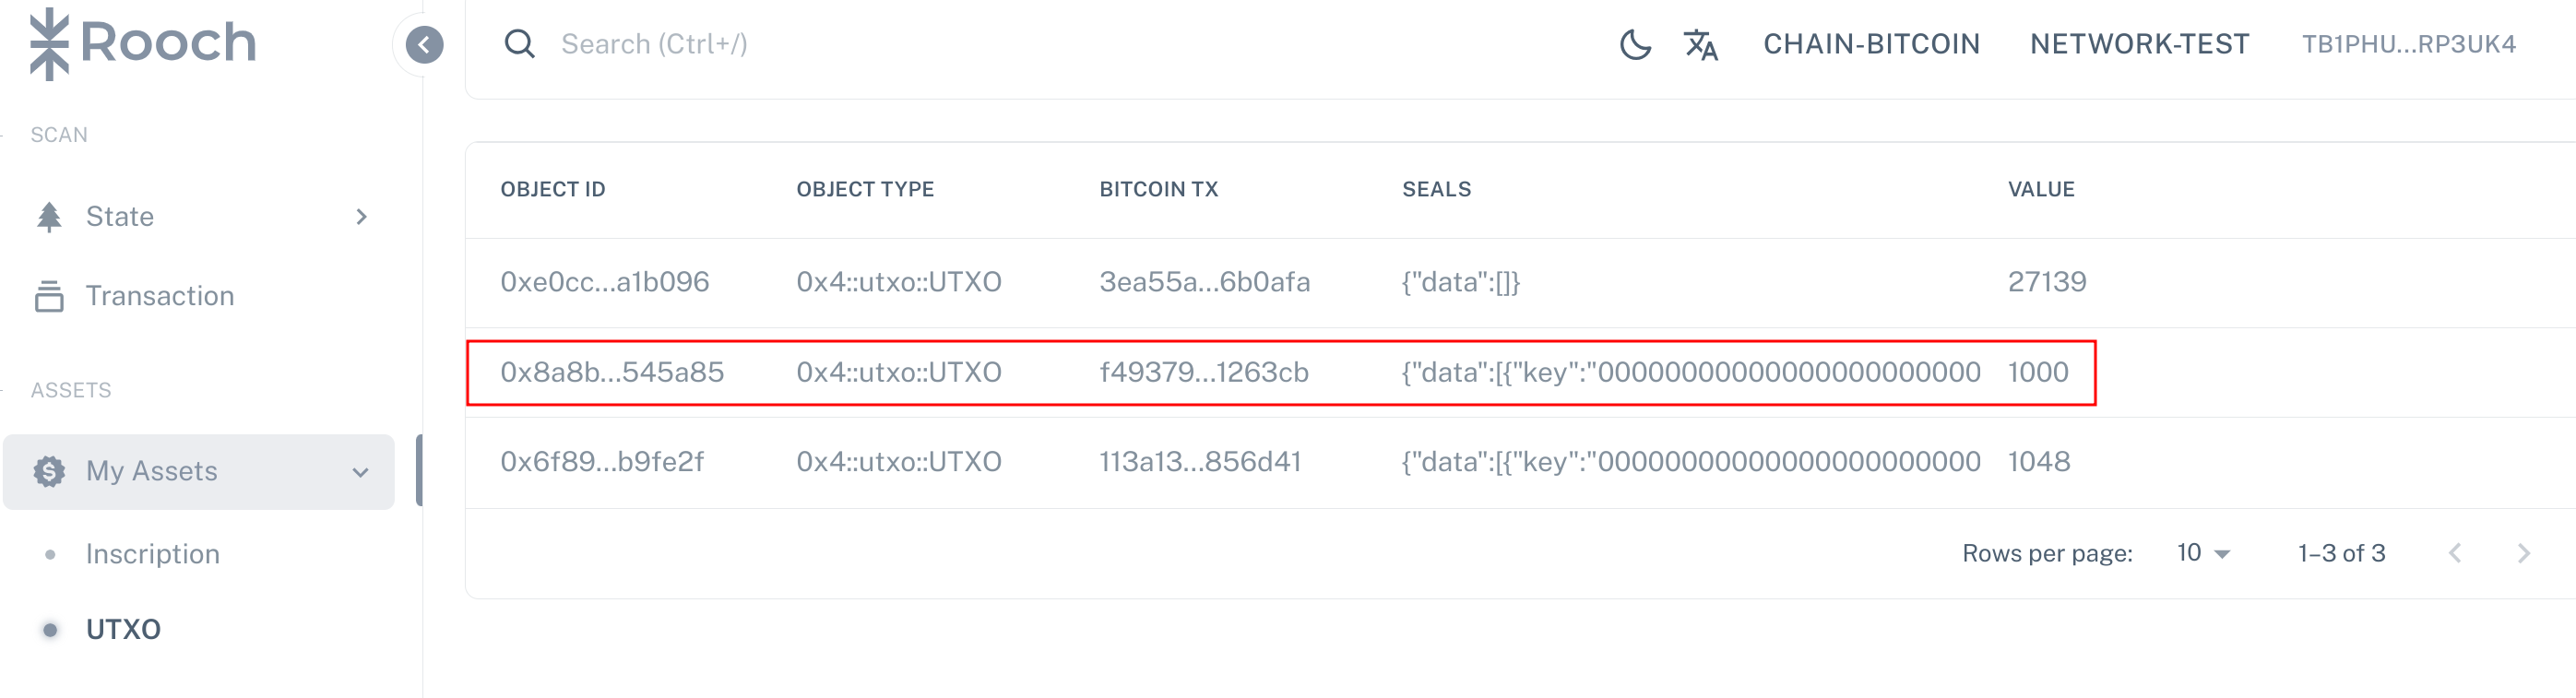 Rooch
Search (Ctrl+/)
CHAIN-BITCOIN
NETWORK-TEST
TB1PHU...RP3UK4
SCAN
State
Transaction
ASSETS
My Assets
Inscription
UTXO
OBJECT ID OBJECT TYPE BITCOIN TX SEALS VALUE
0xe0cc...a1b096 0x4::utxo::UTXO 3ea55a...6b0afa {"data":[]} 27139
0x8a8b...545a85 0x4::utxo::UTXO f49379...1263cb {"data":[{"key":"000000000000000000000000 1000
0x6f89...b9fe2f 0x4::utxo::UTXO 113a13...856d41 {"data":[{"key":"000000000000000000000000 1048
Rows per page: 10 1–3 of 3